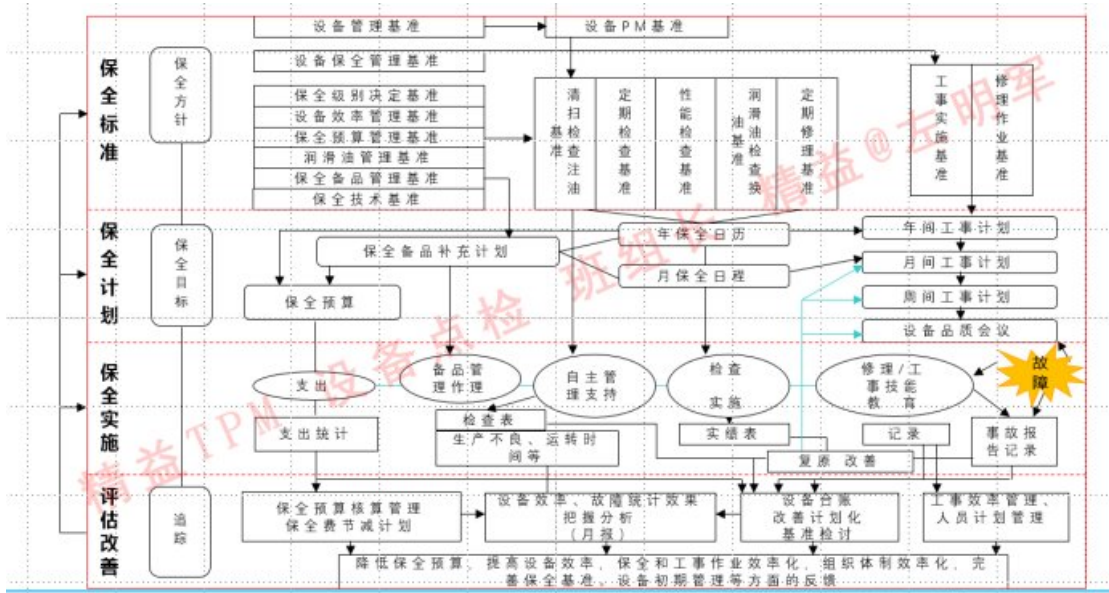 设备管理基准
设备PM基准
设备保全管理基准
保全标准
保全方针
保全级别决定基准
设备效率管理基准
保全预算管理基准
润滑油管理基准
保全备品管理基准
保全技术基准
清扫检查注油
基准
定期检查基准
性能检查基准
润滑油检查换
油基准
定期修理基准
工事实施基准
修理作业基准
保全计划
保全目标
年保全日历
年间工事计划
保全备品补充计划
月保全日程
月间工事计划
保全预算
周间工事计划
设备品质会议
保全实施
支出
备品管
理作理
自主管
理支持
检查
实施
修理/工
事技能
教育
故障
支出统计
检查表
生产不良、运转时
间等
实绩表
记录
复原 改善
事故报
告记录
评估改善
追踪
保全预算核算管理
保全费节减计划
设备效率、故障统计效果
把握分析
(月报)
设备台账
改善计划化
基准检讨
工事效率管理、
人员计划管理
降低保全预算、提高设备效率、保全和工事作业效率化、组织体制效率化、完
善保全基准、设备初期管理等方面的反馈
精益TPM 设备点检 班组长 精益@左明军